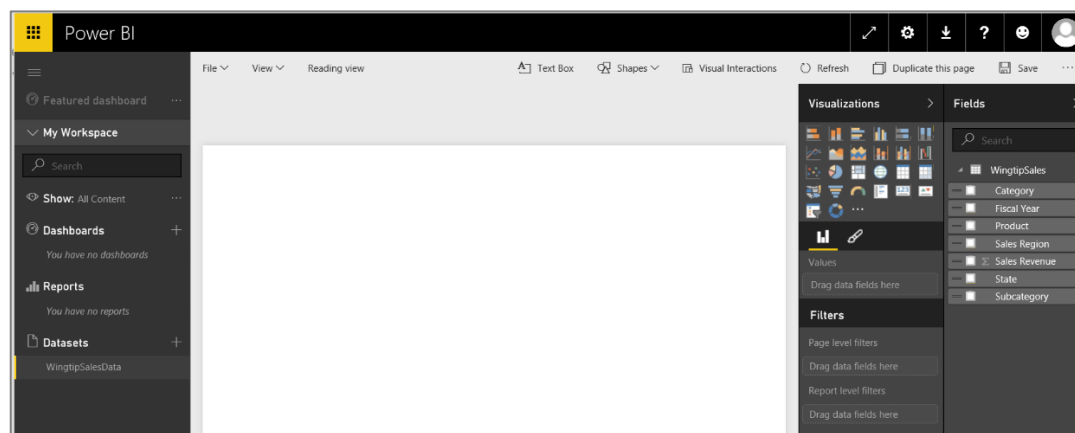 Power BI
?
File View Reading view Text Box Shapes Visual Interactions Refresh Duplicate this page Save ...
Featured dashboard ...
My Workspace
Search
Show: All Content ...
Dashboards +
You have no dashboards
Reports
You have no reports
Datasets +
WingtipSalesData
Visualizations
...
Values
Drag data fields here
Filters
Page level filters
Drag data fields here
Report level filters
Drag data fields here
Fields
Search
WingtipSales
Category
Fiscal Year
Product
Sales Region
Σ Sales Revenue
State
Subcategory